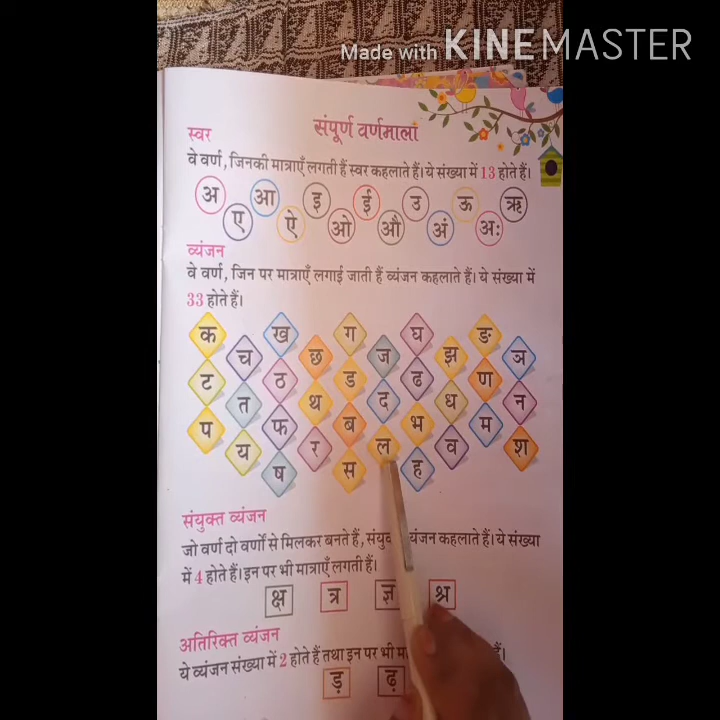 Made with KINEMASTER
संपूर्ण वर्णमाला
स्वर
वे वर्ण, जिनकी मात्राएँ लगती हैं स्वर कहलाते हैं। ये संख्या में 13 होते हैं।
अ आ इ ई उ ऊ ऋ
ए ऐ ओ औ अं अः
व्यंजन
वे वर्ण, जिन पर मात्राएँ लगाई जाती हैं व्यंजन कहलाते हैं। ये संख्या में
33 होते हैं।
क ख ग घ ङ
च छ ज झ ञ
ट ठ ड ढ ण
त थ द ध न
प फ ब भ म
य र ल व श
ष स ह
संयुक्त व्यंजन
जो वर्ण दो वर्णों से मिलकर बनते हैं, व्यंजन कहलाते हैं। ये संख्या
में 4 होते हैं। इन पर भी मात्राएँ लगती हैं।
क्ष त्र ज्ञ श्र
अतिरिक्त व्यंजन
ये व्यंजन संख्या में 2 होते हैं तथा इन पर भी
ड़ ढ़